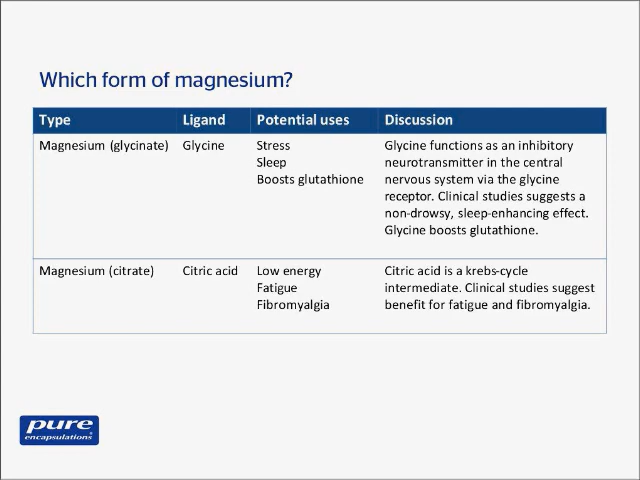 Which form of magnesium?
Type Ligand Potential uses Discussion
Magnesium (glycinate) Glycine Stress Glycine functions as an inhibitory
Sleep neurotransmitter in the central
Boosts glutathione nervous system via the glycine
receptor. Clinical studies suggests a
non-drowsy, sleep-enhancing effect.
Glycine boosts glutathione.
Magnesium (citrate) Citric acid Low energy Citric acid is a krebs-cycle
Fatigue intermediate. Clinical studies suggest
Fibromyalgia benefit for fatigue and fibromyalgia.
pure
encapsulations®